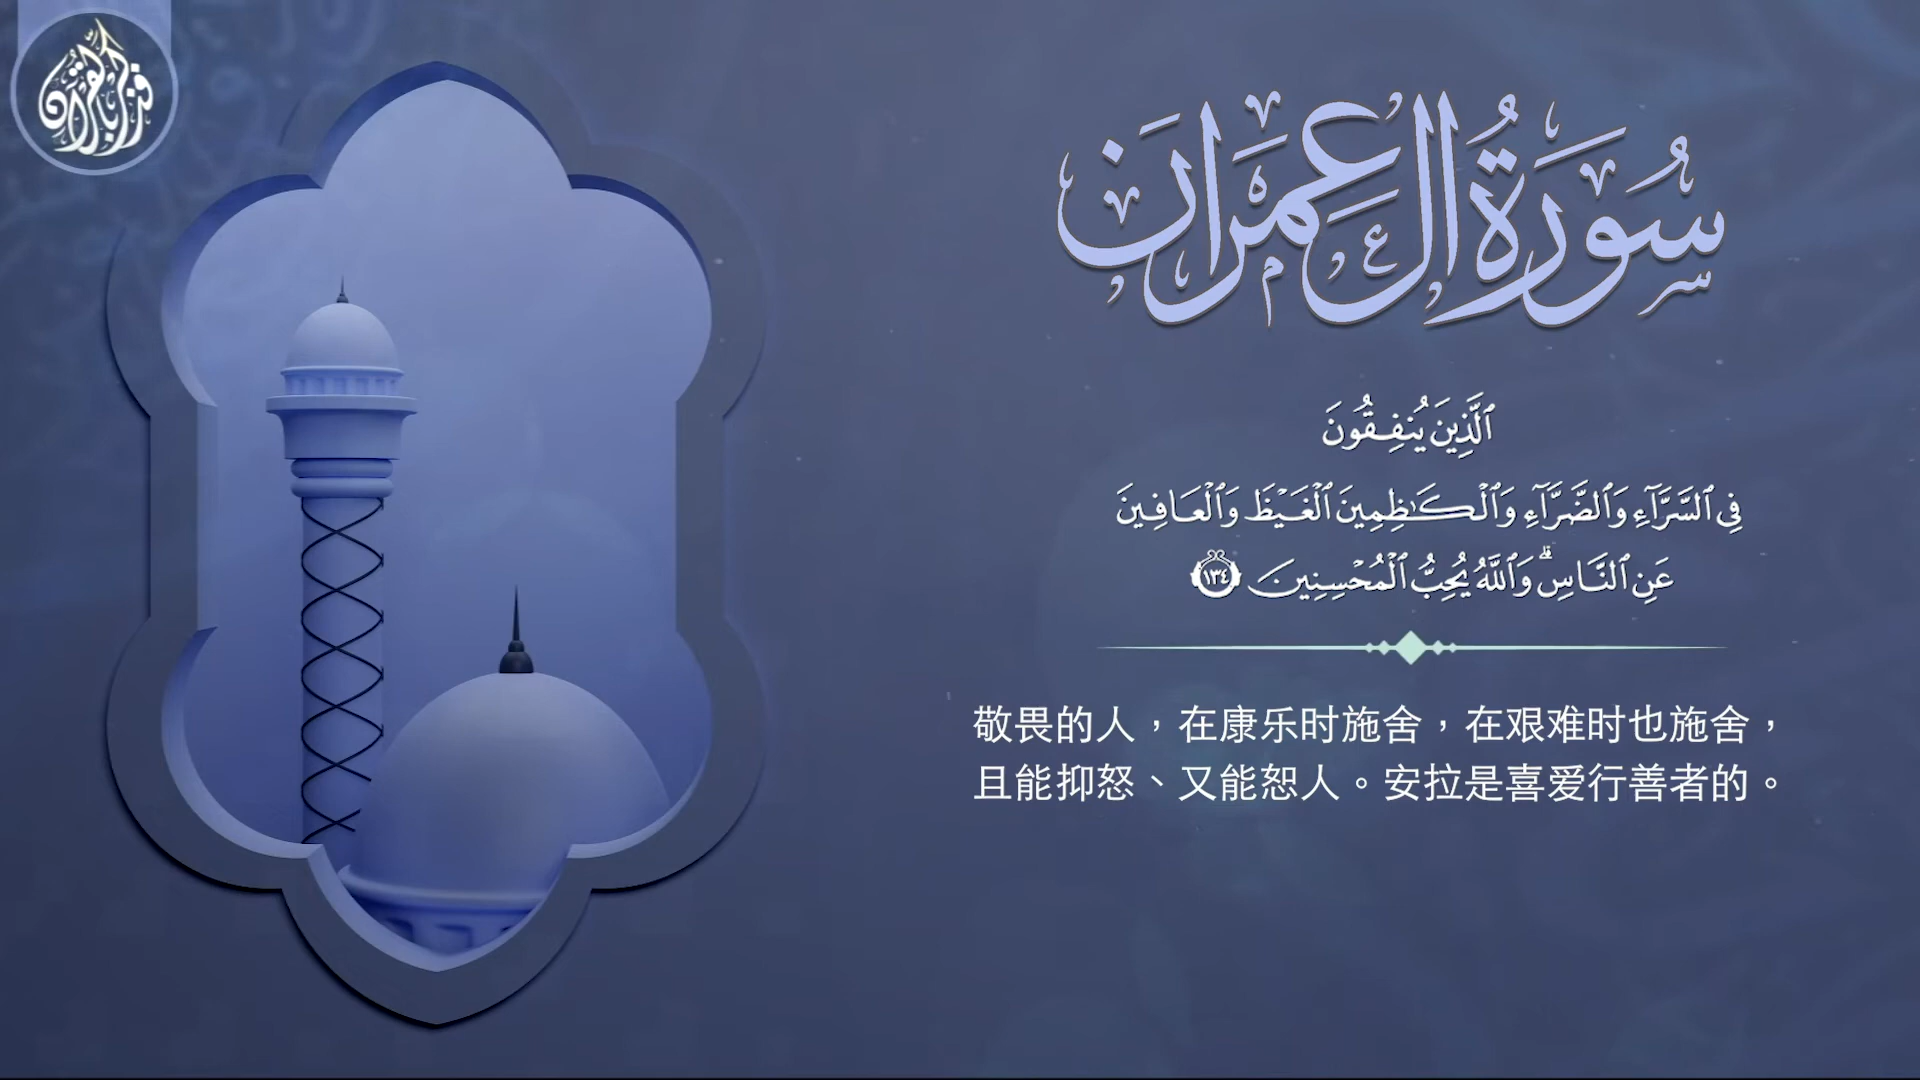 فذكر بالقرآن
سُورَةُ آلِ عِمْرَان
ٱلَّذِينَ يُنفِقُونَ
فِى ٱلسَّرَّآءِ وَٱلضَّرَّآءِ وَٱلْكَـٰظِمِينَ ٱلْغَيْظَ وَٱلْعَافِينَ
عَنِ ٱلنَّاسِ ۗ وَٱللَّهُ يُحِبُّ ٱلْمُحْسِنِينَ ١٣٤
敬畏的人，在康乐时施舍，在艰难时也施舍，
且能抑怒、又能恕人。安拉是喜爱行善者的。